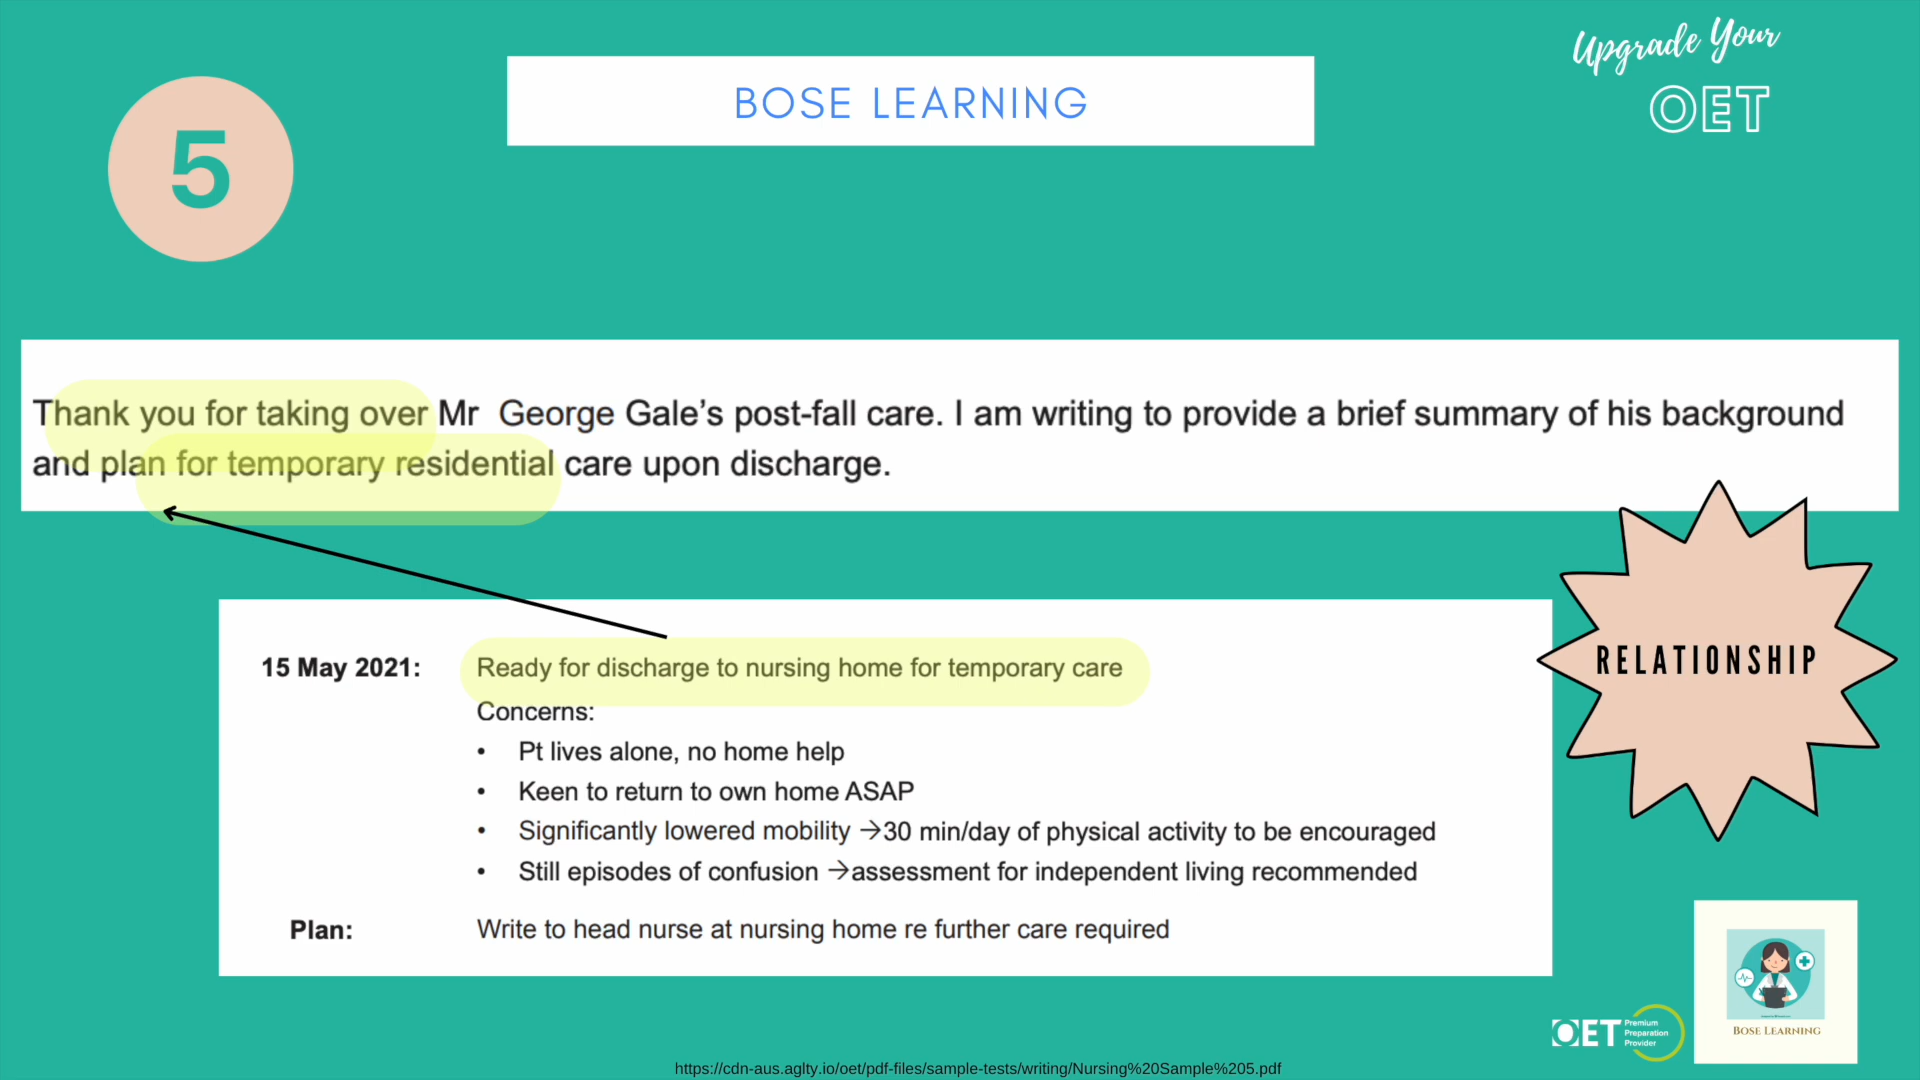 Upgrade Your
OET
BOSE LEARNING
5
Thank you for taking over Mr George Gale’s post-fall care. I am writing to provide a brief summary of his background
and plan for temporary residential care upon discharge.
15 May 2021: Ready for discharge to nursing home for temporary care
Concerns:
• Pt lives alone, no home help
• Keen to return to own home ASAP
• Significantly lowered mobility →30 min/day of physical activity to be encouraged
• Still episodes of confusion →assessment for independent living recommended
Plan: Write to head nurse at nursing home re further care required
RELATIONSHIP
OET
Premium
Preparation
Provider
BOSE LEARNING
https://cdn-aus.aglty.io/oet/pdf-files/sample-tests/writing/Nursing%20Sample%205.pdf